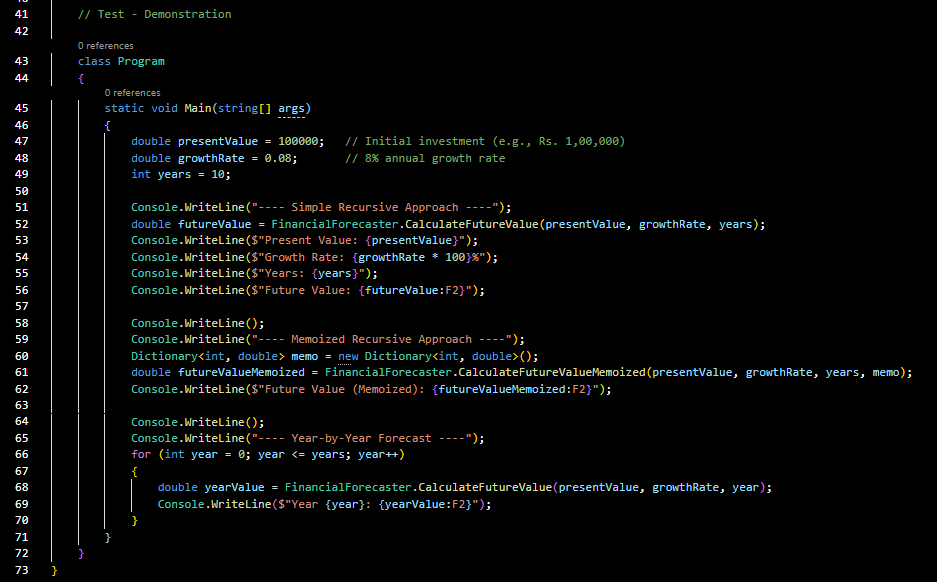 41 // Test - Demonstration
42
0 references
43 class Program
44 {
0 references
45 static void Main(string[] args)
46 {
47 double presentValue = 100000; // Initial investment (e.g., Rs. 1,00,000)
48 double growthRate = 0.08; // 8% annual growth rate
49 int years = 10;
50
51 Console.WriteLine("---- Simple Recursive Approach ----");
52 double futureValue = FinancialForecaster.CalculateFutureValue(presentValue, growthRate, years);
53 Console.WriteLine($"Present Value: {presentValue}");
54 Console.WriteLine($"Growth Rate: {growthRate * 100}%");
55 Console.WriteLine($"Years: {years}");
56 Console.WriteLine($"Future Value: {futureValue:F2}");
57
58 Console.WriteLine();
59 Console.WriteLine("---- Memoized Recursive Approach ----");
60 Dictionary<int, double> memo = new Dictionary<int, double>();
61 double futureValueMemoized = FinancialForecaster.CalculateFutureValueMemoized(presentValue, growthRate, years, memo);
62 Console.WriteLine($"Future Value (Memoized): {futureValueMemoized:F2}");
63
64 Console.WriteLine();
65 Console.WriteLine("---- Year-by-Year Forecast ----");
66 for (int year = 0; year <= years; year++)
67 {
68 double yearValue = FinancialForecaster.CalculateFutureValue(presentValue, growthRate, year);
69 Console.WriteLine($"Year {year}: {yearValue:F2}");
70 }
71 }
72 }
73 }